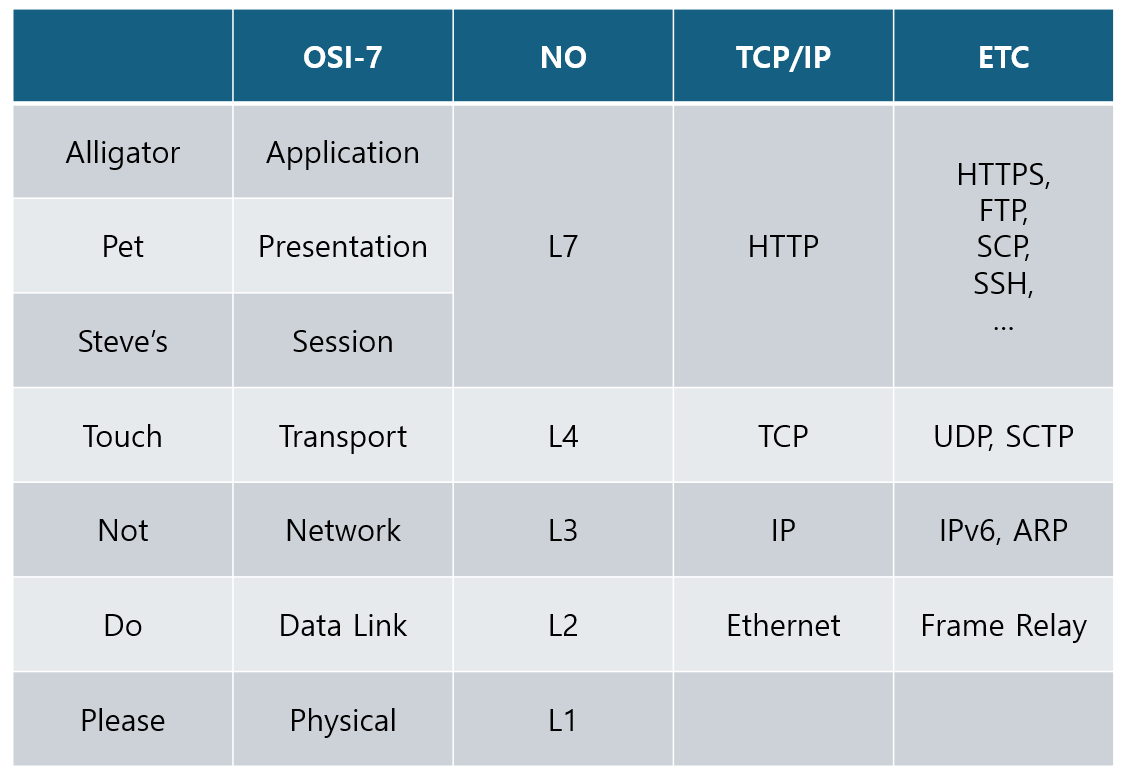 OSI-7 NO TCP/IP ETC
Alligator Application
Pet Presentation
Steve’s Session
L7 HTTP
HTTPS,
FTP,
SCP,
SSH,
...
Touch Transport L4 TCP UDP, SCTP
Not Network L3 IP IPv6, ARP
Do Data Link L2 Ethernet Frame Relay
Please Physical L1